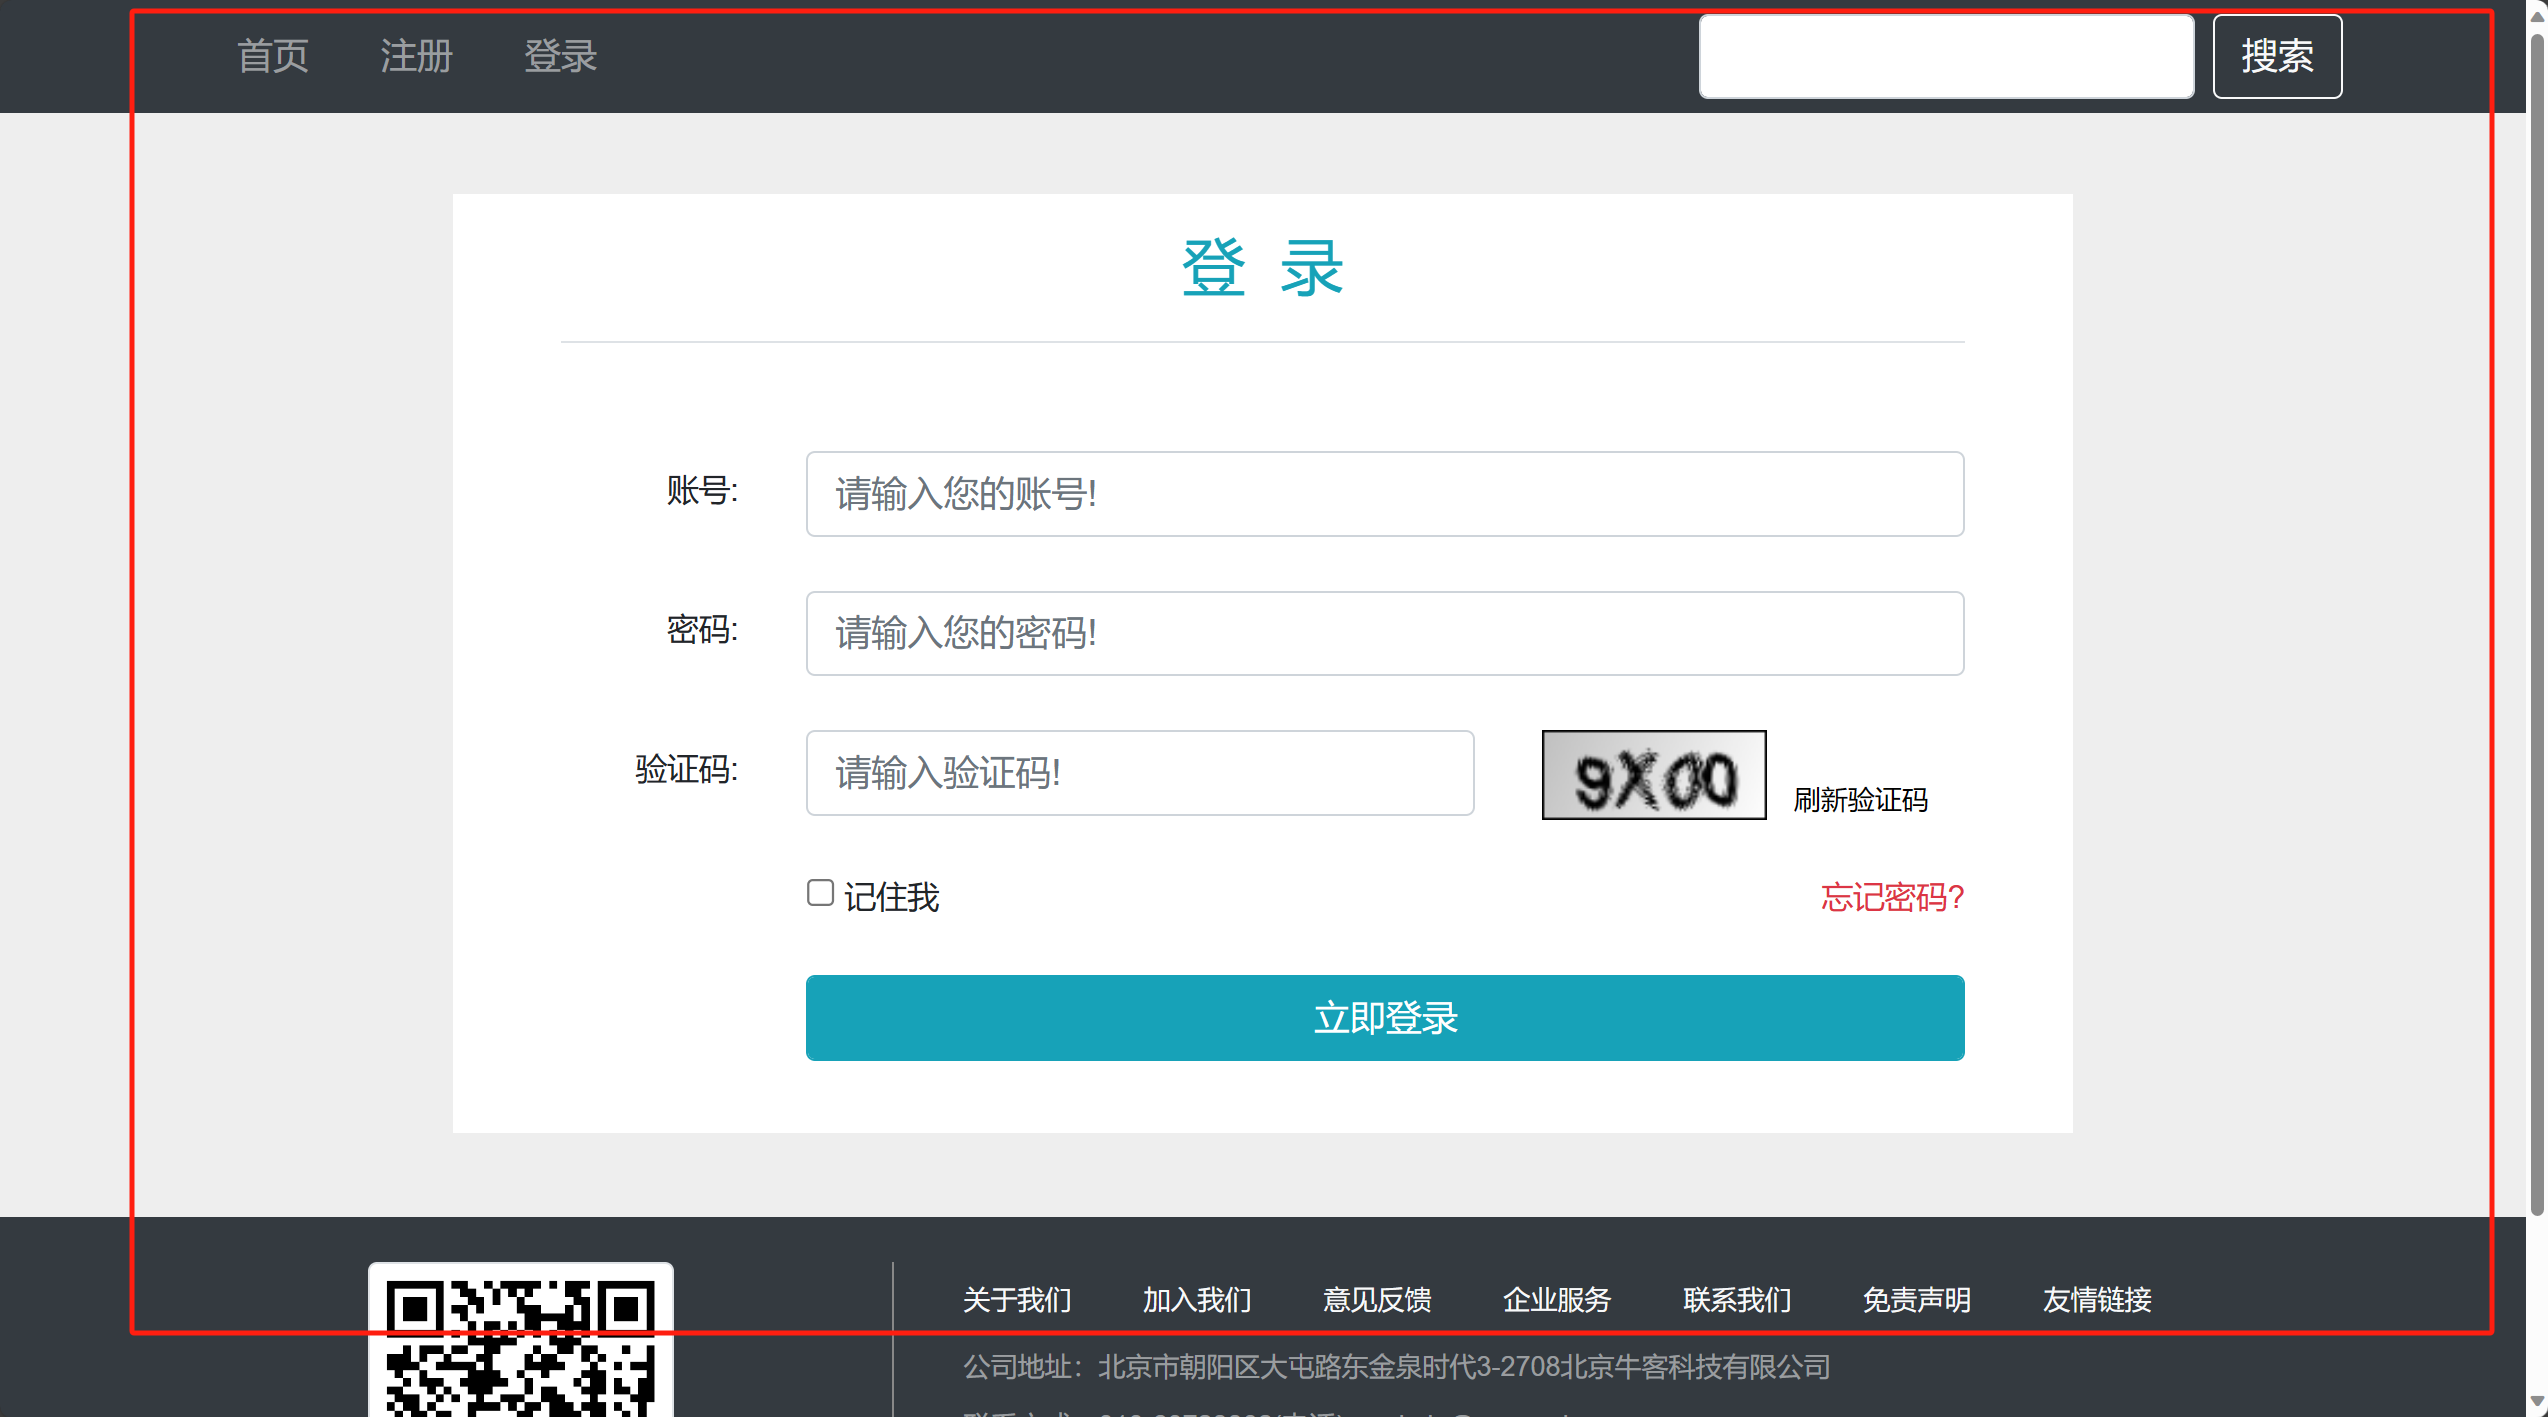 首页 注册 登录 搜索
登 录
账号: 请输入您的账号!
密码: 请输入您的密码!
验证码: 请输入验证码! 9X00 刷新验证码
记住我 忘记密码?
立即登录
关于我们 加入我们 意见反馈 企业服务 联系我们 免责声明 友情链接
公司地址：北京市朝阳区大屯路东金泉时代3-2708北京牛客科技有限公司